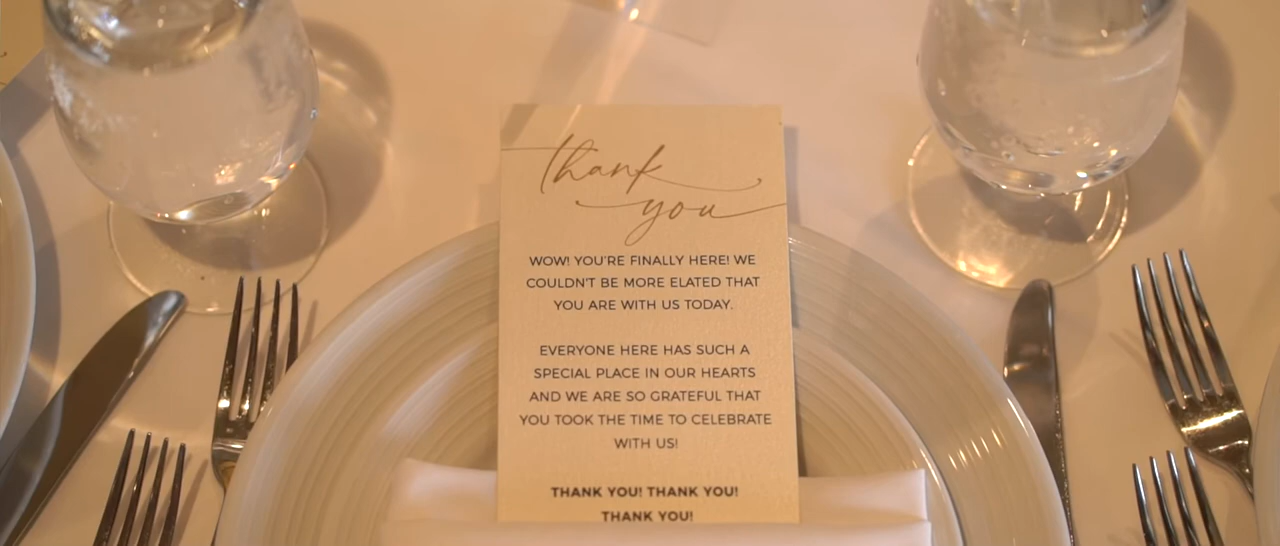 thank
you
WOW! YOU'RE FINALLY HERE! WE
COULDN'T BE MORE ELATED THAT
YOU ARE WITH US TODAY.
EVERYONE HERE HAS SUCH A
SPECIAL PLACE IN OUR HEARTS
AND WE ARE SO GRATEFUL THAT
YOU TOOK THE TIME TO CELEBRATE
WITH US!
THANK YOU! THANK YOU!
THANK YOU!